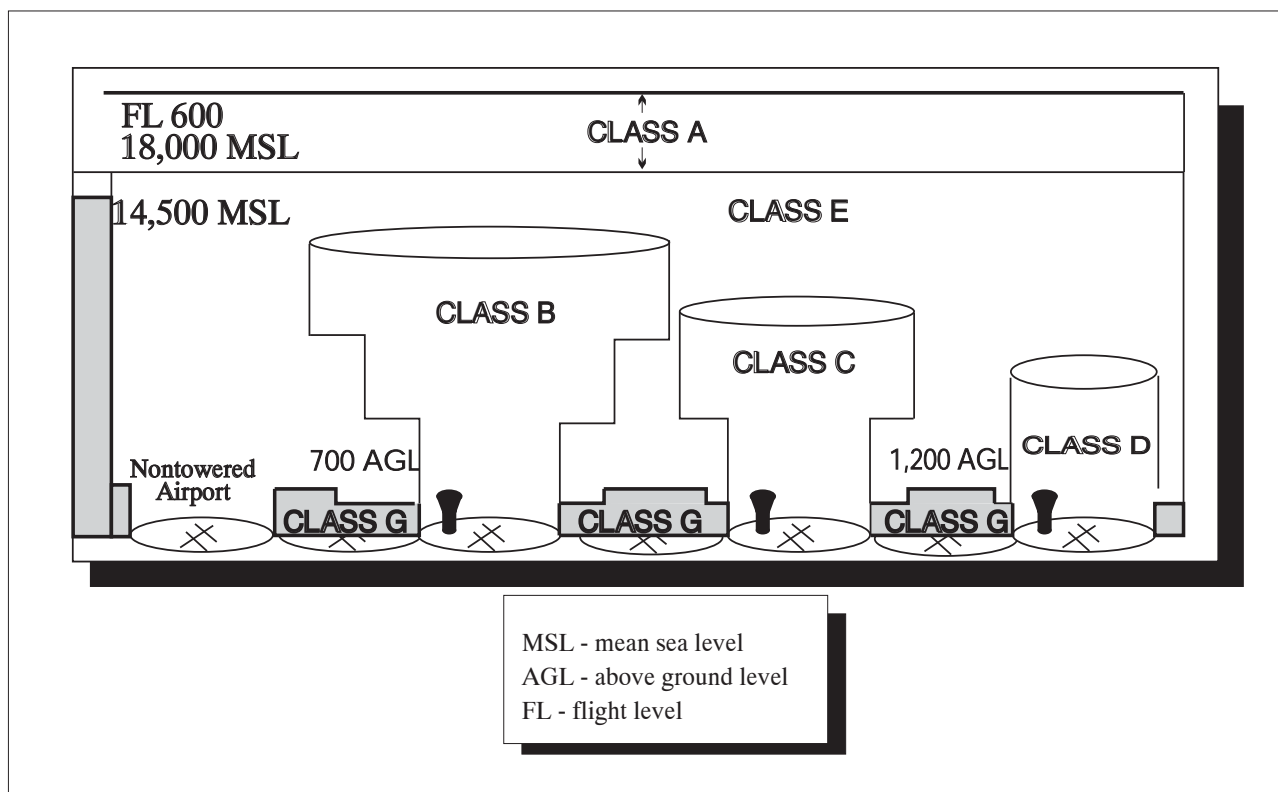 FL 600
18,000 MSL
CLASS A
14,500 MSL
CLASS E
CLASS B
CLASS C
Nontowered
Airport
700 AGL
1,200 AGL
CLASS D
CLASS G
CLASS G
CLASS G
MSL - mean sea level
AGL - above ground level
FL - flight level